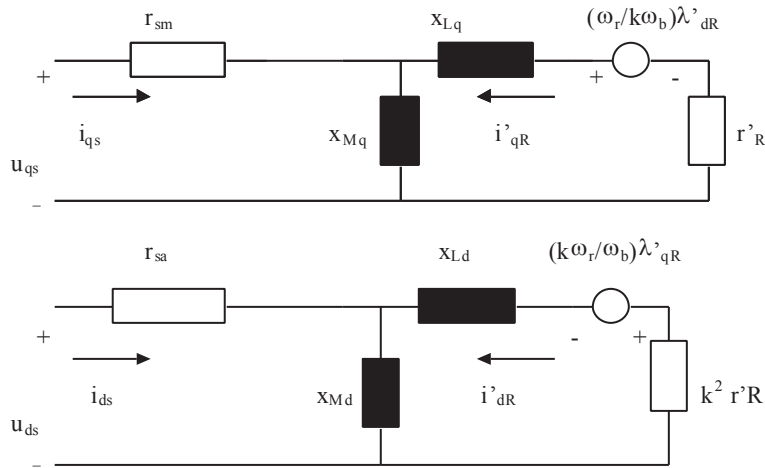 r_sm x_Lq (ω_r/kω_b)λ'_dR
+ + -
i_qs x_Mq i'_qR r'_R
u_qs
–
r_sa x_Ld (kω_r/ω_b)λ'_qR
+ - +
i_ds x_Md i'_dR k² r'R
u_ds
–